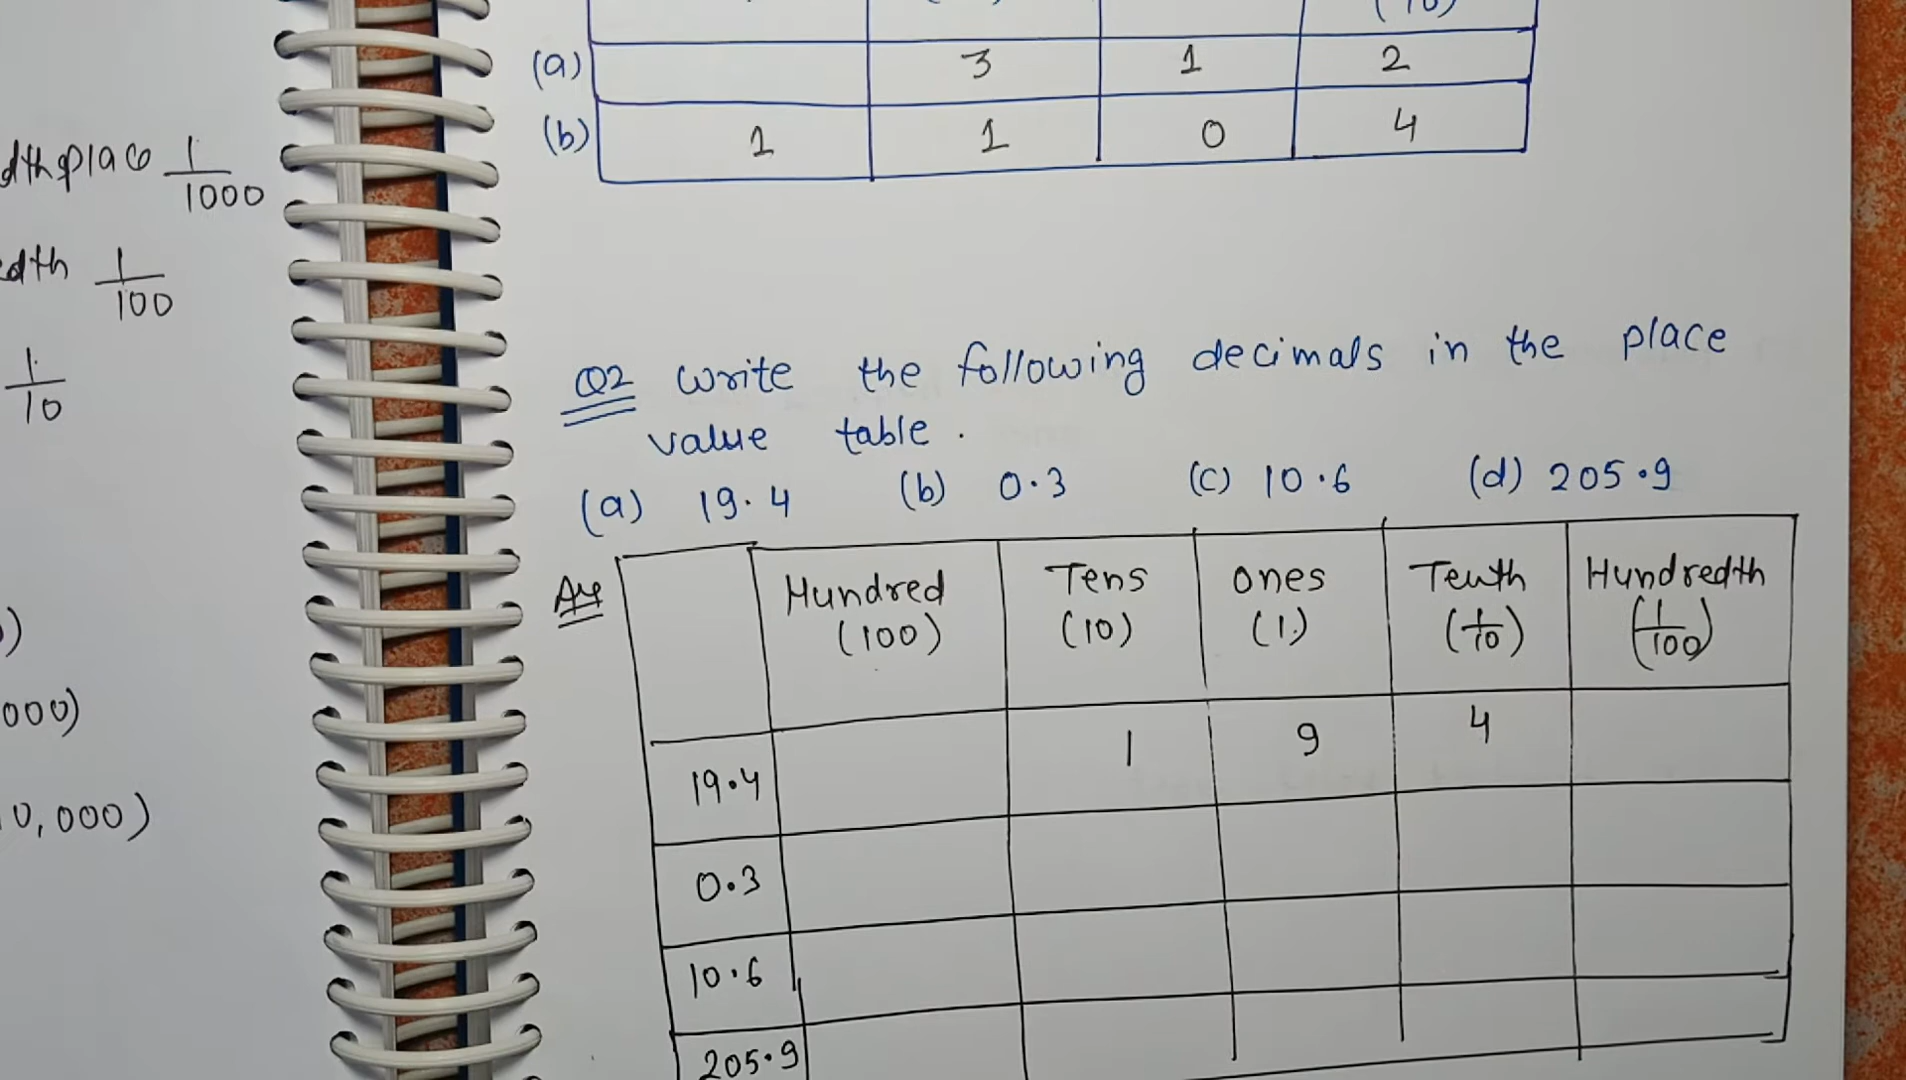 place 1/1000
1/100
1/10
000)
0,000)
(a) 3 1 2
(b) 1 1 0 4
Q2 Write the following decimals in the place
value table.
(a) 19.4 (b) 0.3 (c) 10.6 (d) 205.9
Hundred Tens Ones Tenth Hundredth
(100) (10) (1) (1/10) (1/100)
19.4 1 9 4
0.3
10.6
205.9